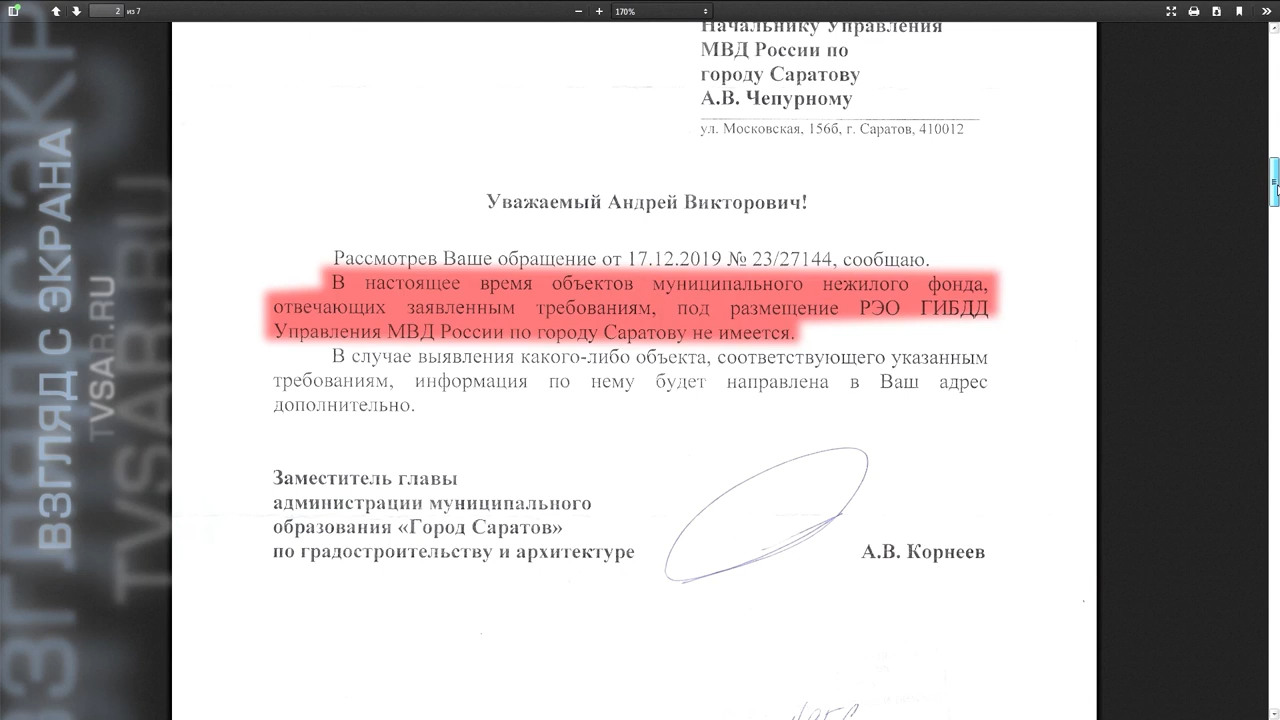 2 из 7
170%
Начальнику Управления
МВД России по
городу Саратову
А.В. Чепурному
ул. Московская, 156б, г. Саратов, 410012
Уважаемый Андрей Викторович!
Рассмотрев Ваше обращение от 17.12.2019 № 23/27144, сообщаю.
В настоящее время объектов муниципального нежилого фонда,
отвечающих заявленным требованиям, под размещение РЭО ГИБДД
Управления МВД России по городу Саратову не имеется.
В случае выявления какого-либо объекта, соответствующего указанным
требованиям, информация по нему будет направлена в Ваш адрес
дополнительно.
Заместитель главы
администрации муниципального
образования «Город Саратов»
по градостроительству и архитектуре
А.В. Корнеев
ВЗГЛЯД С ЭКРАНА
TVSAR.RU